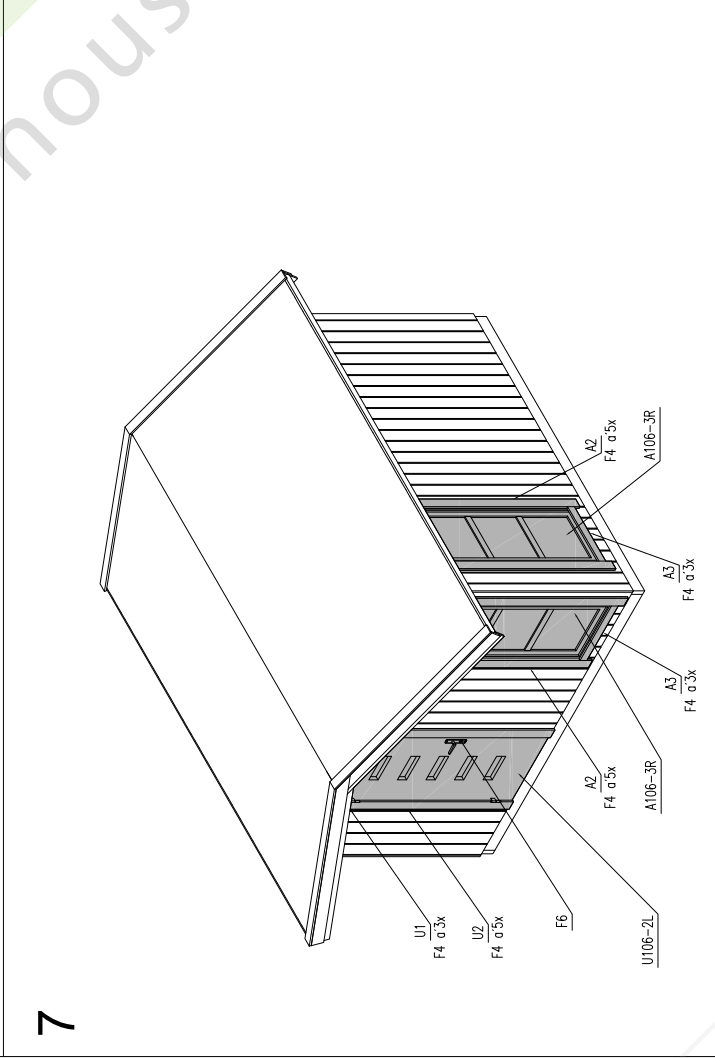 7
U1
F4 a'3x
U2
F4 a'5x
F6
U106-2L
A2
F4 a'5x
A106-3R
A3
F4 a'3x
A3
F4 a'3x
A2
F4 a'5x
A106-3R
nous